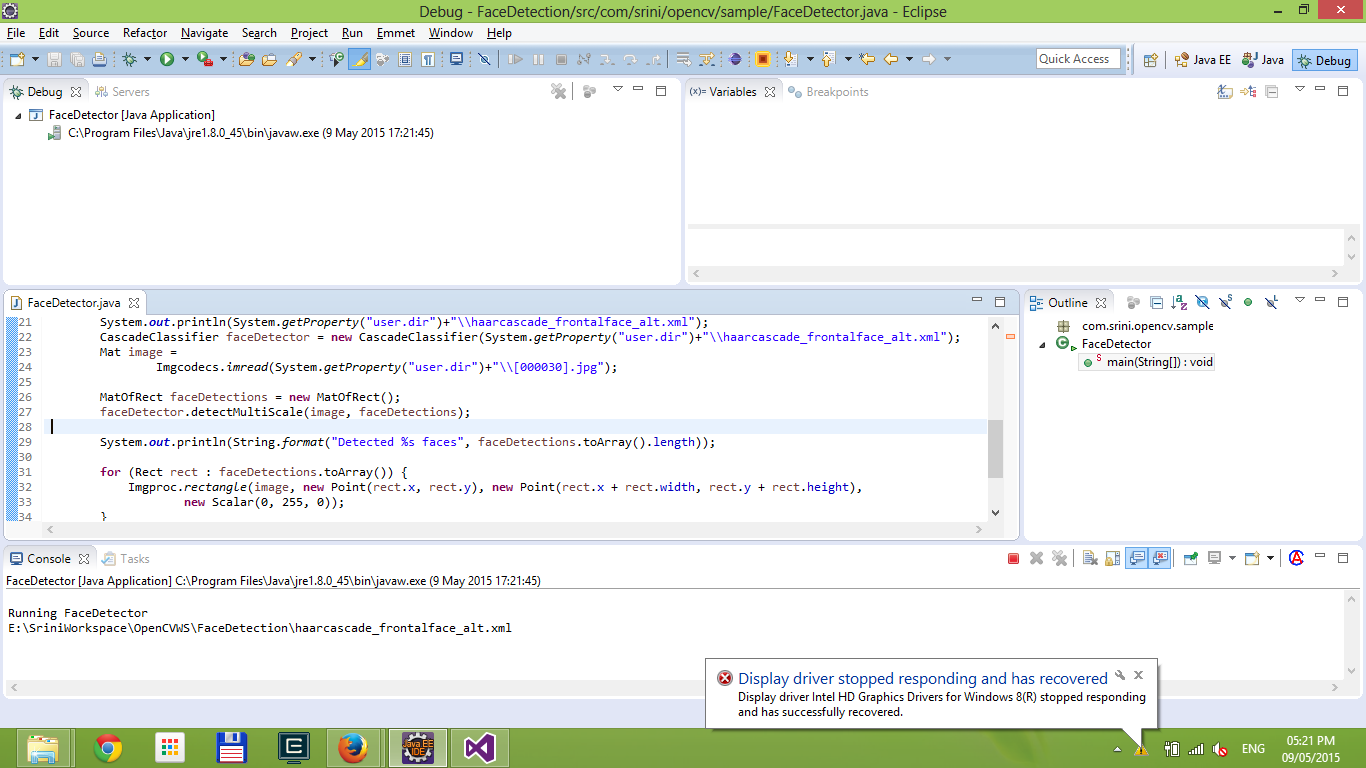 Debug - FaceDetection/src/com/srini/opencv/sample/FaceDetector.java - Eclipse
File Edit Source Refactor Navigate Search Project Run Emmet Window Help
Quick Access
Java EE
Java
Debug
Debug
Servers
FaceDetector [Java Application]
C:\Program Files\Java\jre1.8.0_45\bin\javaw.exe (9 May 2015 17:21:45)
(x)= Variables
Breakpoints
FaceDetector.java
21 System.out.println(System.getProperty("user.dir")+"\\haarcascade_frontalface_alt.xml");
22 CascadeClassifier faceDetector = new CascadeClassifier(System.getProperty("user.dir")+"\\haarcascade_frontalface_alt.xml");
23 Mat image =
24 Imgcodecs.imread(System.getProperty("user.dir")+"\\[000030].jpg");
25
26 MatOfRect faceDetections = new MatOfRect();
27 faceDetector.detectMultiScale(image, faceDetections);
28
29 System.out.println(String.format("Detected %s faces", faceDetections.toArray().length));
30
31 for (Rect rect : faceDetections.toArray()) {
32 Imgproc.rectangle(image, new Point(rect.x, rect.y), new Point(rect.x + rect.width, rect.y + rect.height),
33 new Scalar(0, 255, 0));
34 }
Outline
com.srini.opencv.sample
FaceDetector
main(String[]) : void
Console
Tasks
FaceDetector [Java Application] C:\Program Files\Java\jre1.8.0_45\bin\javaw.exe (9 May 2015 17:21:45)
Running FaceDetector
E:\SriniWorkspace\OpenCVWS\FaceDetection\haarcascade_frontalface_alt.xml
Display driver stopped responding and has recovered
Display driver Intel HD Graphics Drivers for Windows 8(R) stopped responding
and has successfully recovered.
Java EE
IDE
ENG
05:21 PM
09/05/2015